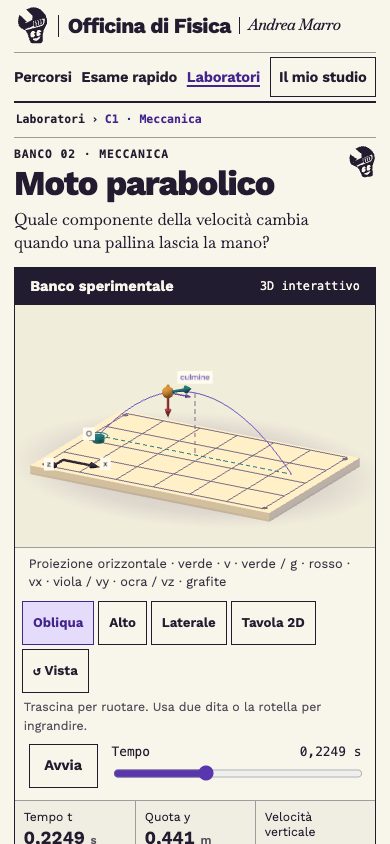 Officina di Fisica | Andrea Marro
Percorsi Esame rapido Laboratori Il mio studio
Laboratori › C1 · Meccanica
BANCO 02 · MECCANICA
Moto parabolico
Quale componente della velocità cambia
quando una pallina lascia la mano?
Banco sperimentale 3D interattivo
culmine
O
z x
Proiezione orizzontale · verde · v · verde / g · rosso ·
vx · viola / vy · ocra / vz · grafite
Obliqua Alto Laterale Tavola 2D
↺ Vista
Trascina per ruotare. Usa due dita o la rotella per
ingrandire.
Avvia Tempo 0,2249 s
Tempo t Quota y Velocità
verticale
0,2249 s 0,441 m